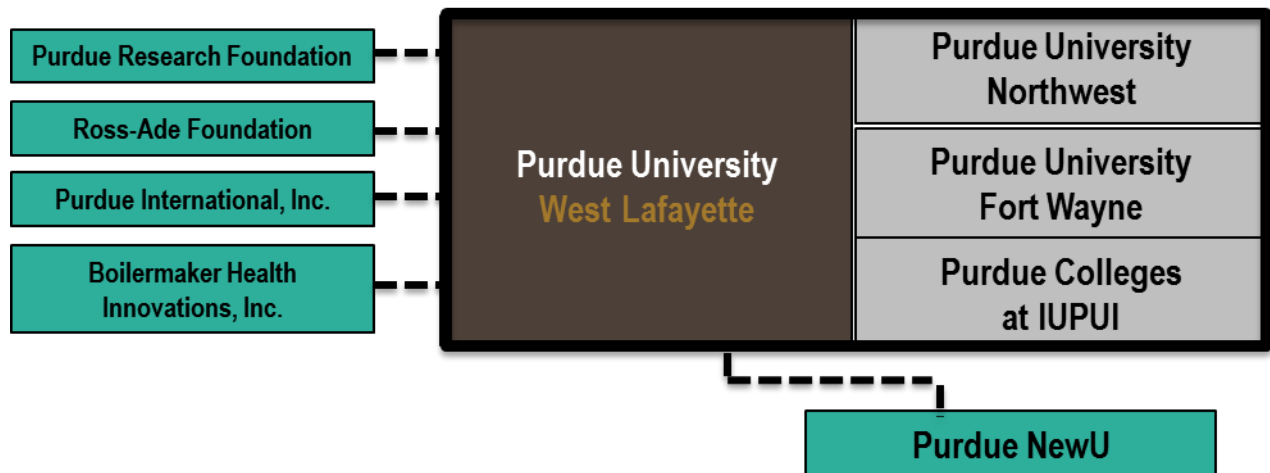 Purdue Research Foundation
Ross-Ade Foundation
Purdue International, Inc.
Boilermaker Health
Innovations, Inc.
Purdue University
West Lafayette
Purdue University
Northwest
Purdue University
Fort Wayne
Purdue Colleges
at IUPUI
Purdue NewU